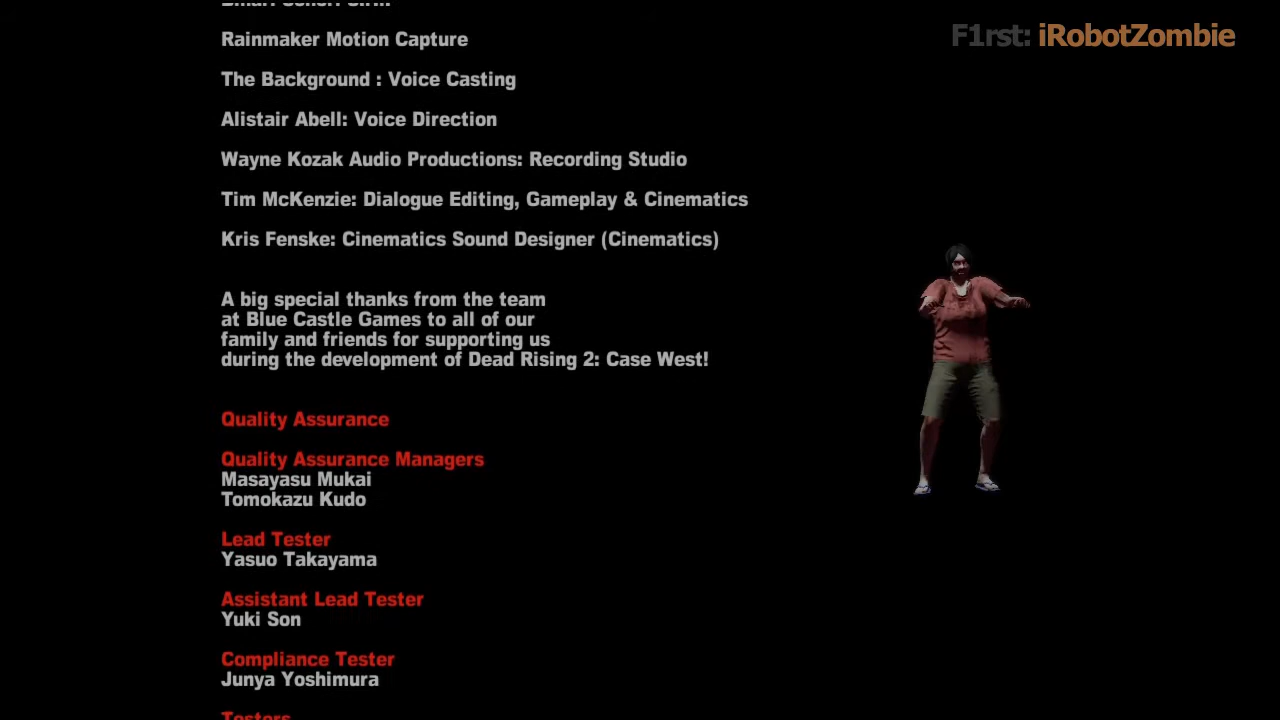 F1rst: iRobotZombie
Rainmaker Motion Capture
The Background : Voice Casting
Alistair Abell: Voice Direction
Wayne Kozak Audio Productions: Recording Studio
Tim McKenzie: Dialogue Editing, Gameplay & Cinematics
Kris Fenske: Cinematics Sound Designer (Cinematics)
A big special thanks from the team
at Blue Castle Games to all of our
family and friends for supporting us
during the development of Dead Rising 2: Case West!
Quality Assurance
Quality Assurance Managers
Masayasu Mukai
Tomokazu Kudo
Lead Tester
Yasuo Takayama
Assistant Lead Tester
Yuki Son
Compliance Tester
Junya Yoshimura
Testers